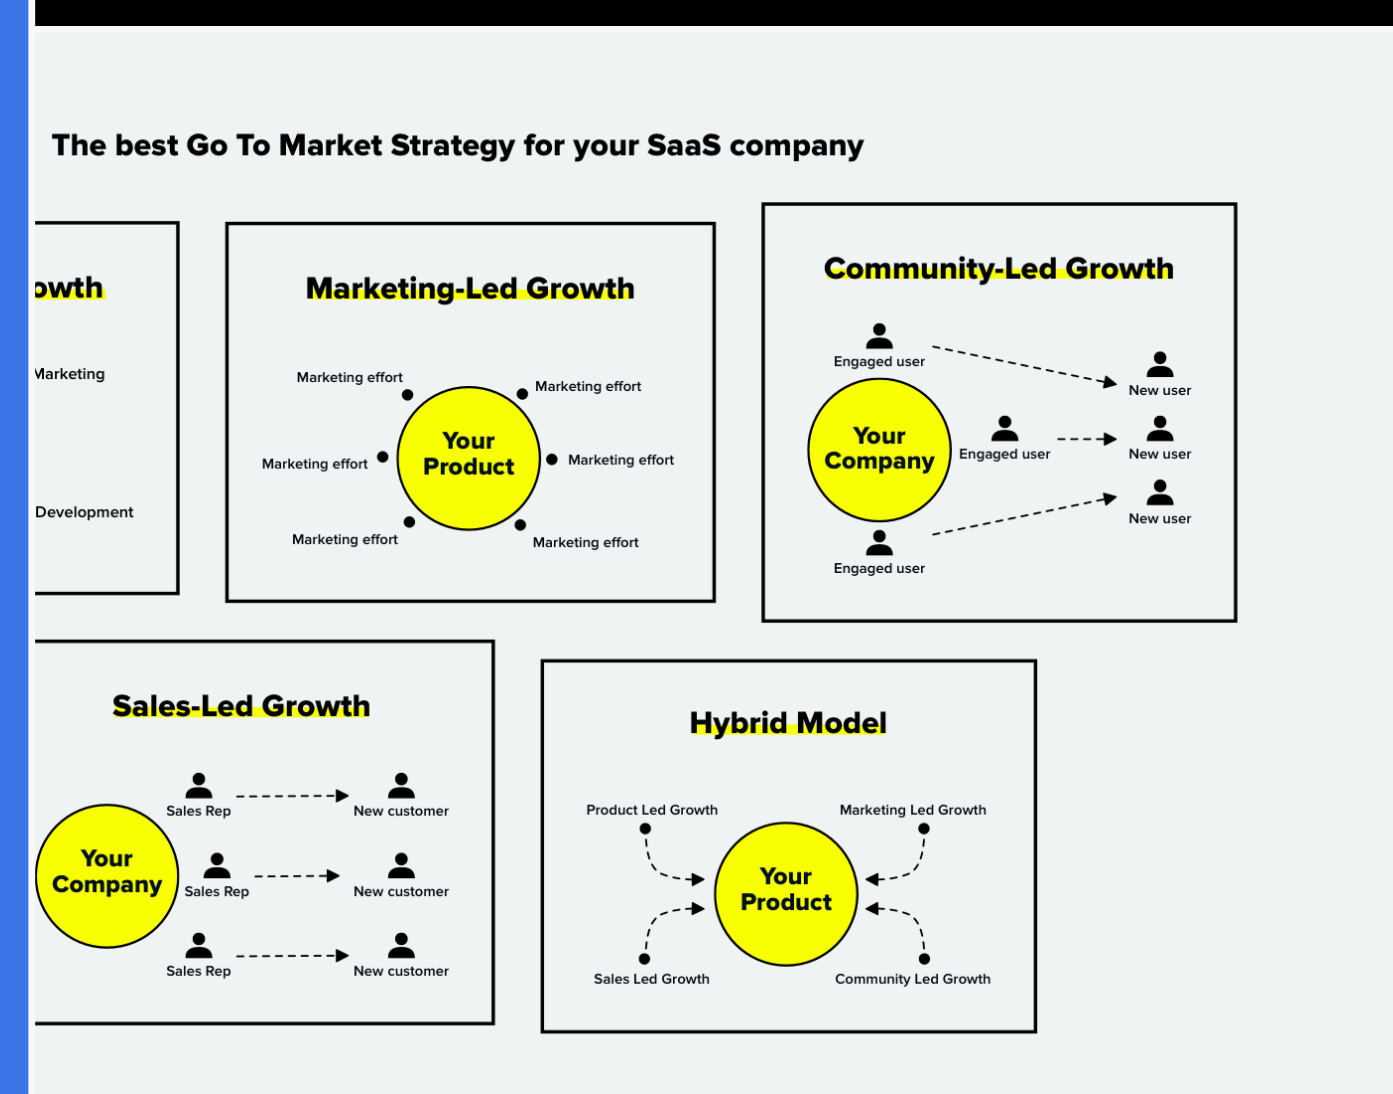 The best Go To Market Strategy for your SaaS company
owth
Marketing
Development
Marketing-Led Growth
Marketing effort
Marketing effort
Your
Product
Marketing effort
Marketing effort
Marketing effort
Marketing effort
Community-Led Growth
Engaged user
New user
Your
Company
Engaged user
New user
New user
Engaged user
Sales-Led Growth
Sales Rep
New customer
Your
Company
Sales Rep
New customer
Sales Rep
New customer
Hybrid Model
Product Led Growth
Marketing Led Growth
Your
Product
Sales Led Growth
Community Led Growth